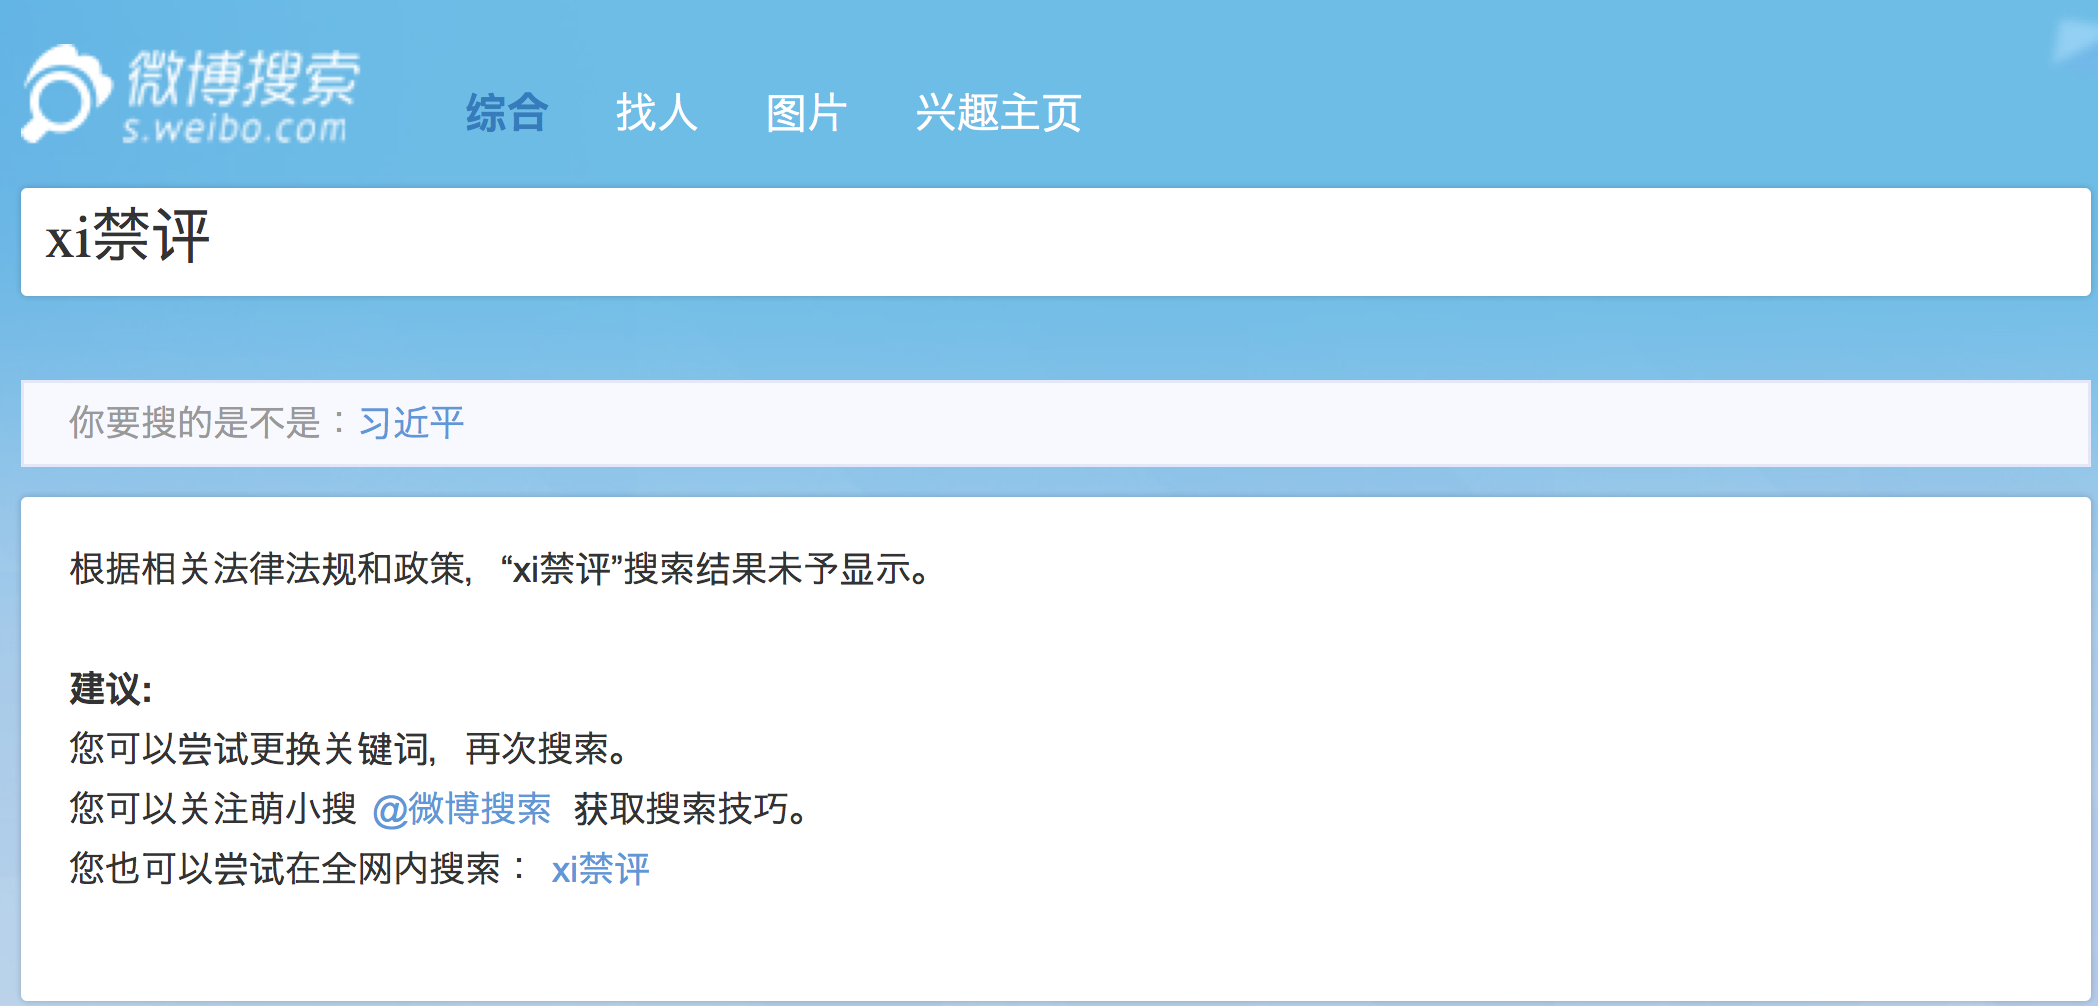 微博搜索
s.weibo.com
综合 找人 图片 兴趣主页
xi禁评
你要搜的是不是：习近平
根据相关法律法规和政策，“xi禁评”搜索结果未予显示。
建议:
您可以尝试更换关键词，再次搜索。
您可以关注萌小搜 @微博搜索 获取搜索技巧。
您也可以尝试在全网内搜索： xi禁评